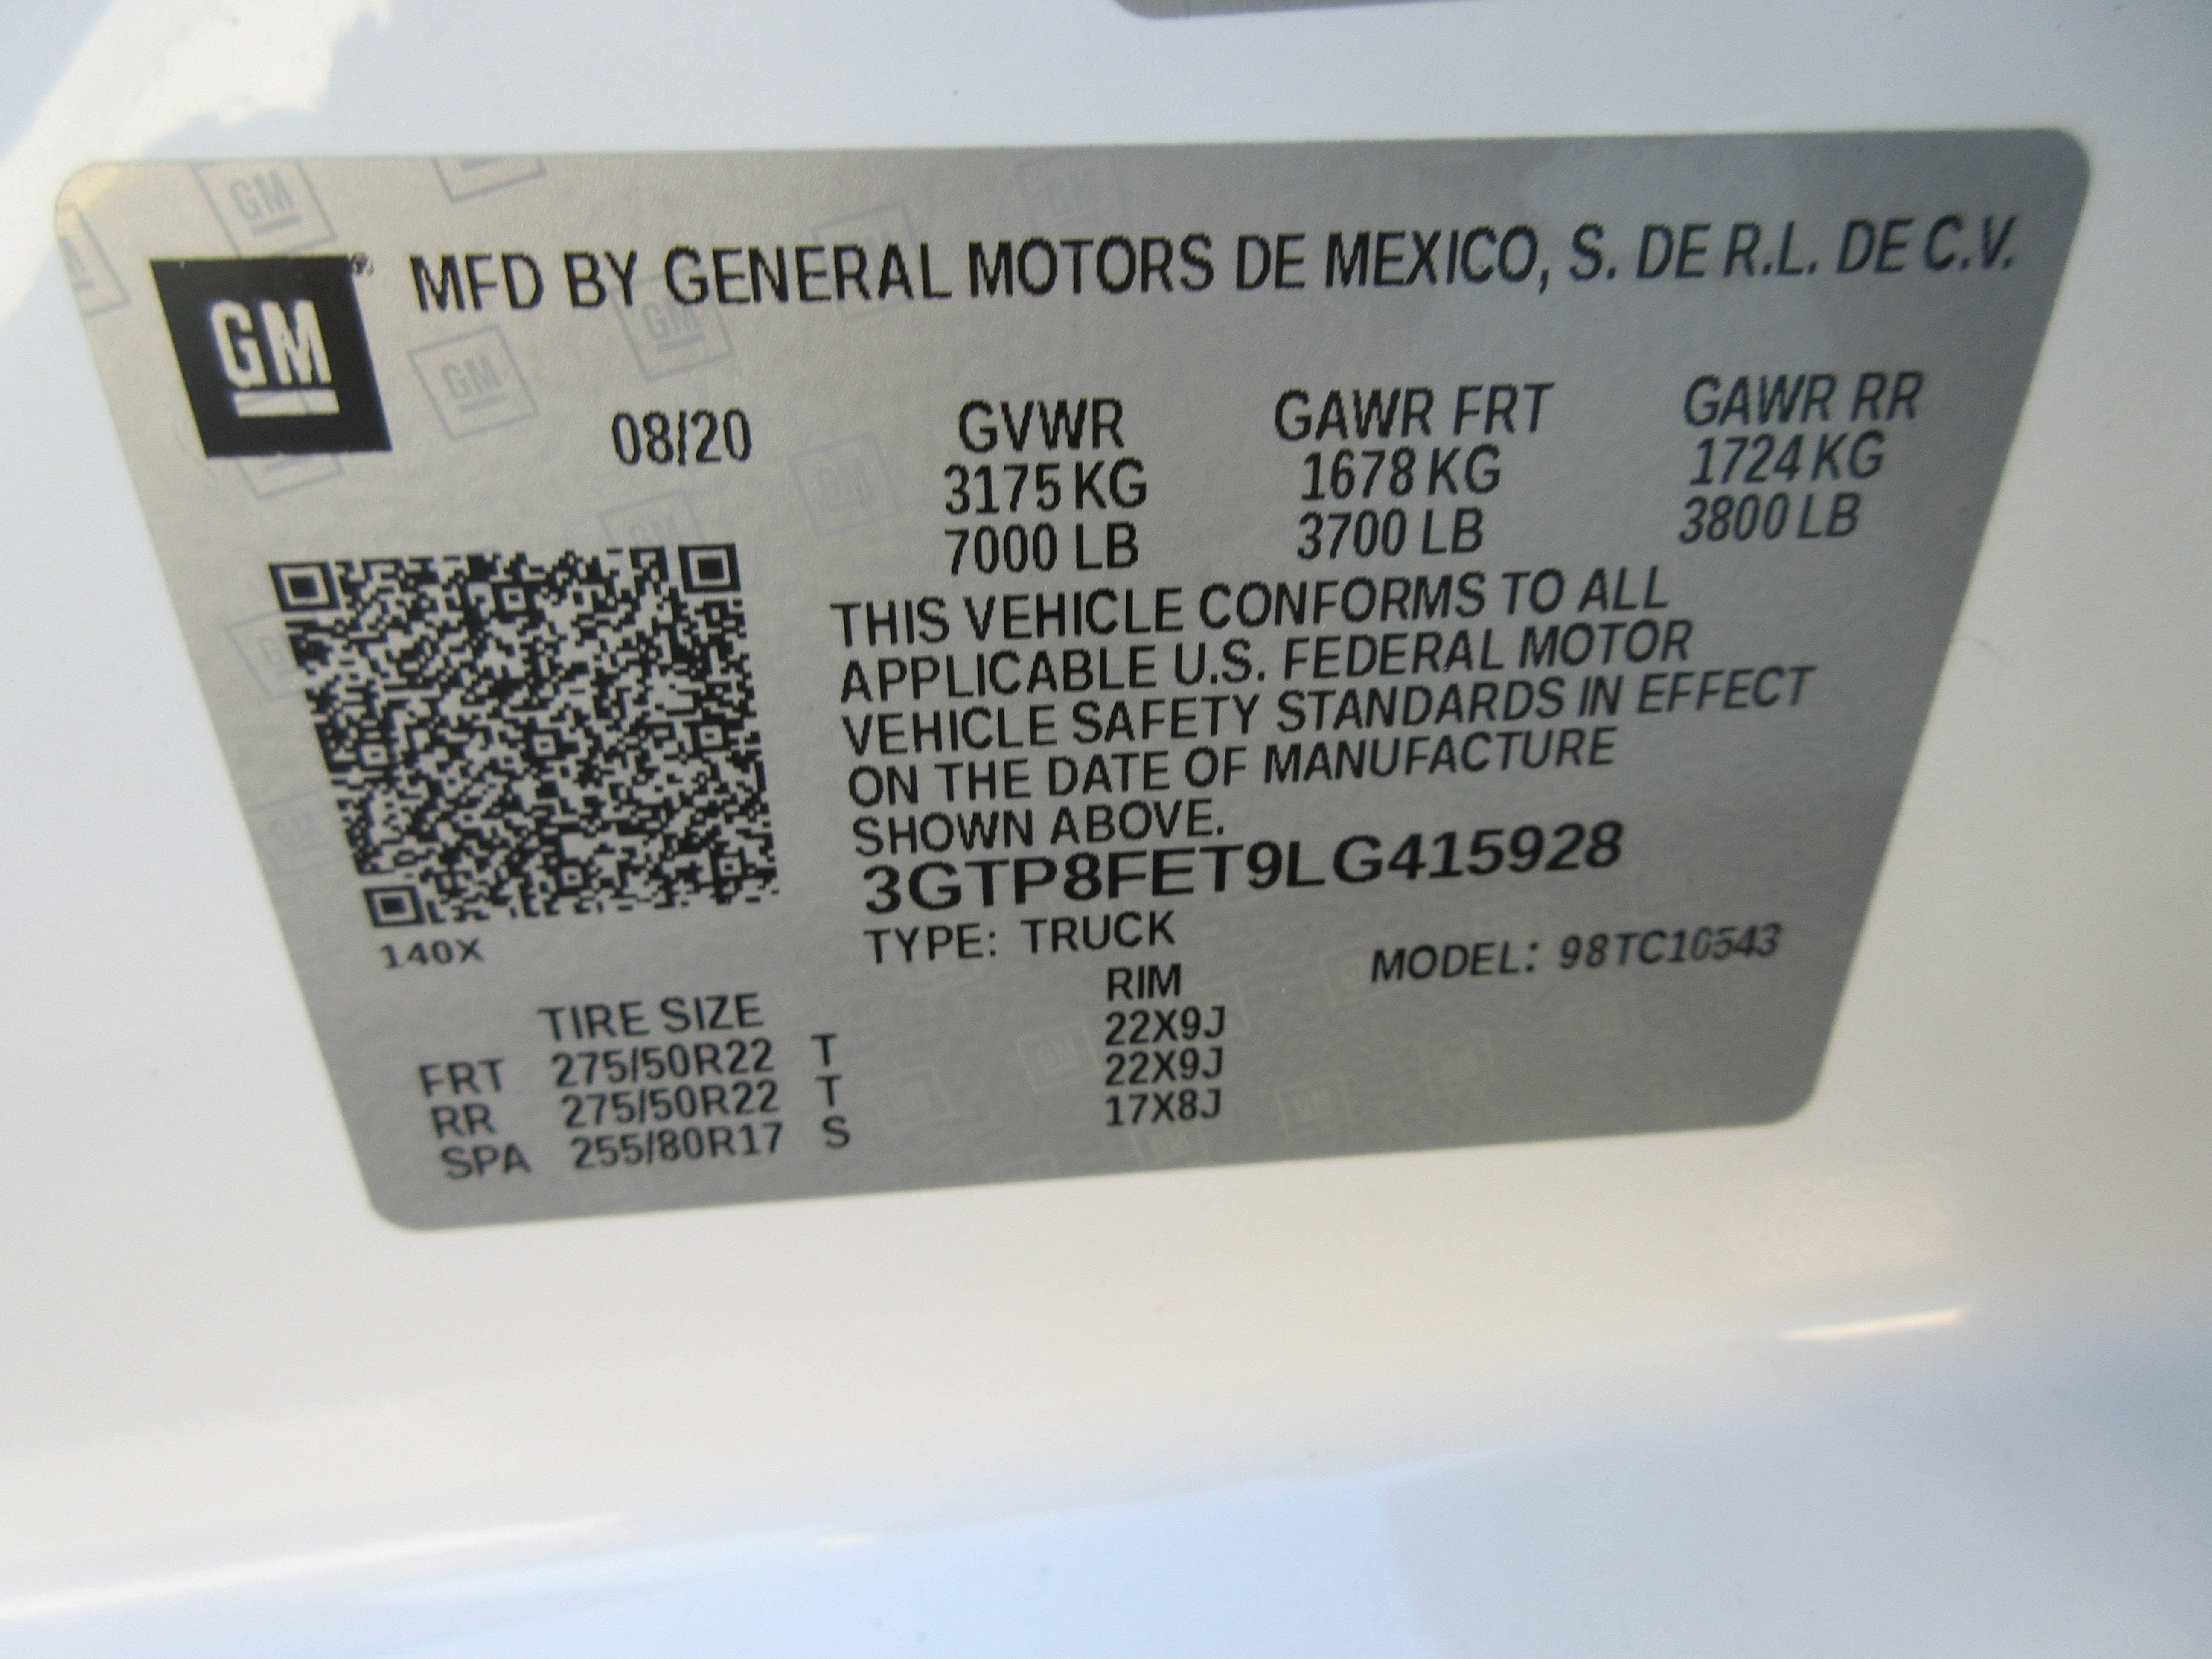 GM
MFD BY GENERAL MOTORS DE MEXICO, S. DE R.L. DE C.V.
08/20 GVWR GAWR FRT GAWR RR
3175 KG 1678 KG 1724 KG
7000 LB 3700 LB 3800 LB
THIS VEHICLE CONFORMS TO ALL
APPLICABLE U.S. FEDERAL MOTOR
VEHICLE SAFETY STANDARDS IN EFFECT
ON THE DATE OF MANUFACTURE
SHOWN ABOVE.
3GTP8FET9LG415928
140X
TYPE: TRUCK MODEL: 98TC10543
TIRE SIZE RIM
FRT 275/50R22 T 22X9J
RR 275/50R22 T 22X9J
SPA 255/80R17 S 17X8J